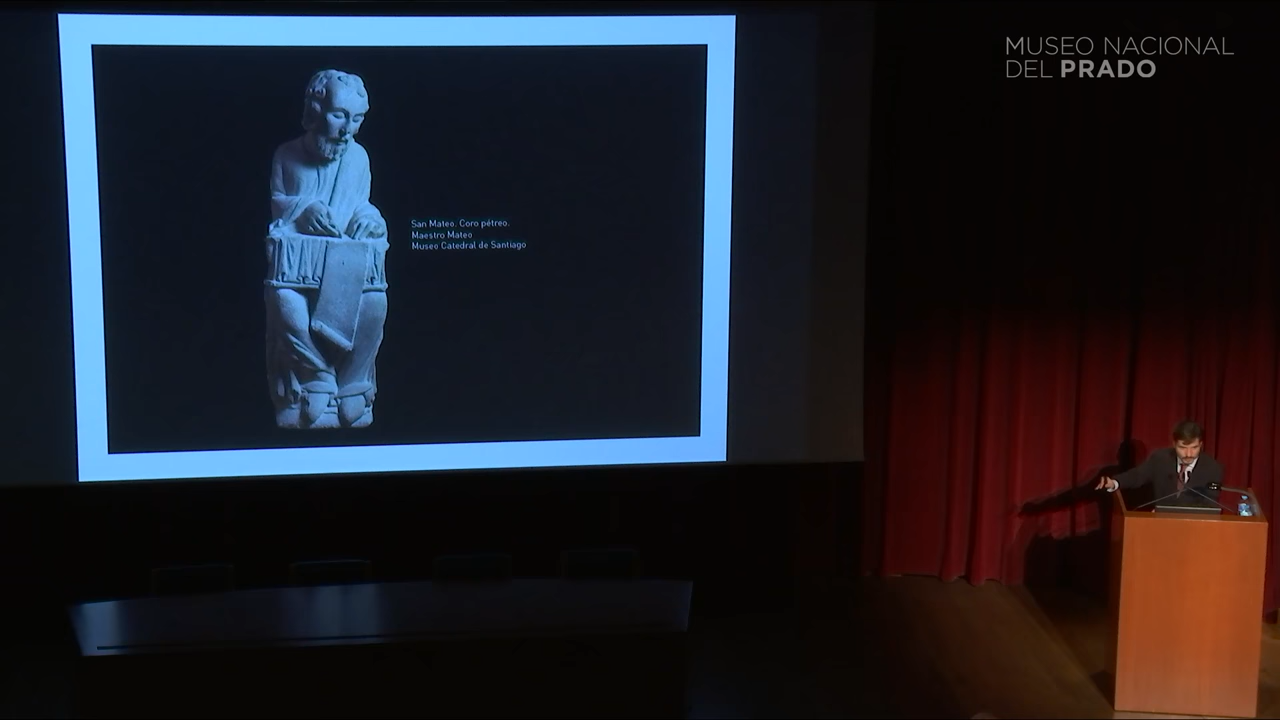 San Mateo. Coro pétreo.
Maestro Mateo
Museo Catedral de Santiago
MUSEO NACIONAL
DEL PRADO